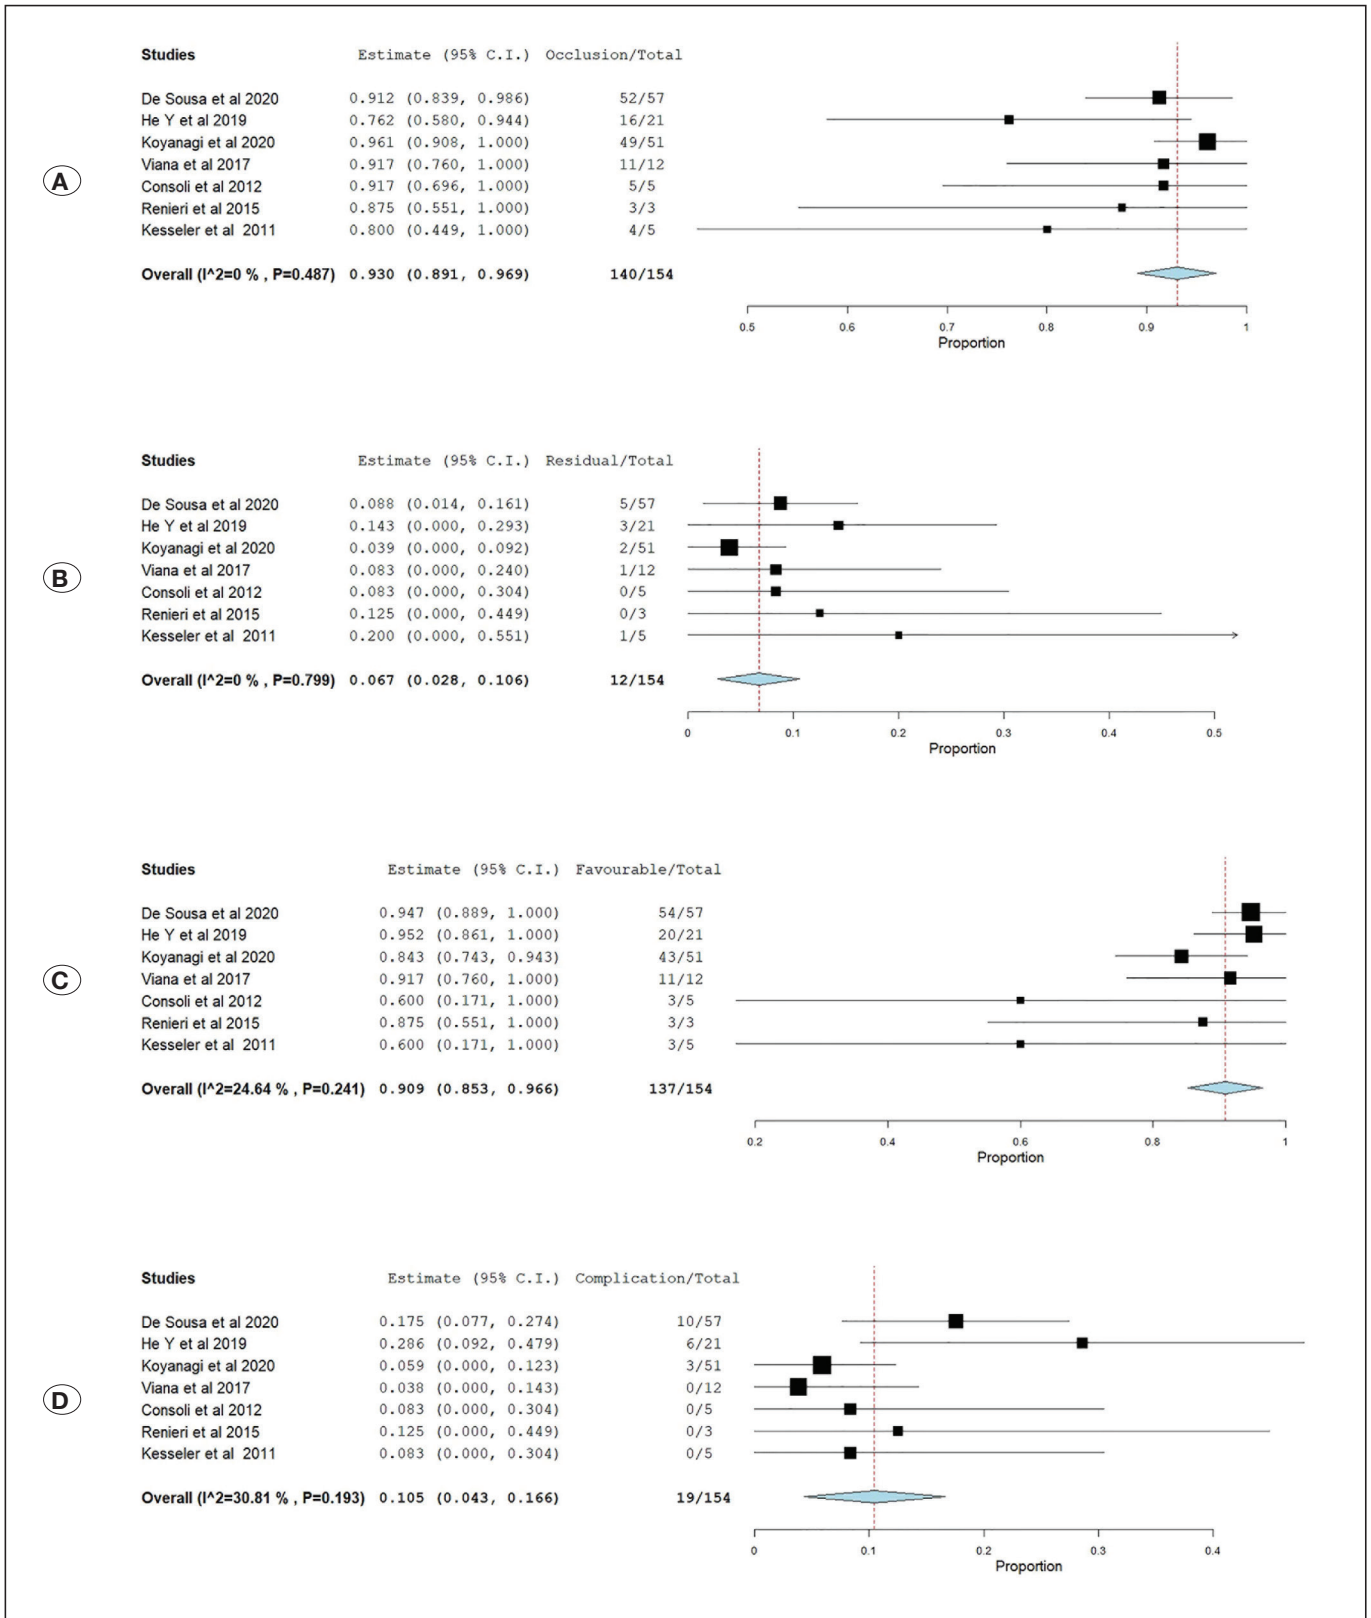 Studies Estimate (95% C.I.) Occlusion/Total
De Sousa et al 2020 0.912 (0.839, 0.986) 52/57
He Y et al 2019 0.762 (0.580, 0.944) 16/21
Koyanagi et al 2020 0.961 (0.908, 1.000) 49/51
Viana et al 2017 0.917 (0.760, 1.000) 11/12
A
Consoli et al 2012 0.917 (0.696, 1.000) 5/5
Renieri et al 2015 0.875 (0.551, 1.000) 3/3
Kesseler et al 2011 0.800 (0.449, 1.000) 4/5
Overall (I^2=0 % , P=0.487) 0.930 (0.891, 0.969) 140/154
0.5 0.6 0.7 0.8 0.9 1
Proportion
Studies Estimate (95% C.I.) Residual/Total
De Sousa et al 2020 0.088 (0.014, 0.161) 5/57
He Y et al 2019 0.143 (0.000, 0.293) 3/21
Koyanagi et al 2020 0.039 (0.000, 0.092) 2/51
Viana et al 2017 0.083 (0.000, 0.240) 1/12
B
Consoli et al 2012 0.083 (0.000, 0.304) 0/5
Renieri et al 2015 0.125 (0.000, 0.449) 0/3
Kesseler et al 2011 0.200 (0.000, 0.551) 1/5
Overall (I^2=0 % , P=0.799) 0.067 (0.028, 0.106) 12/154
0 0.1 0.2 0.3 0.4 0.5
Proportion
Studies Estimate (95% C.I.) Favourable/Total
De Sousa et al 2020 0.947 (0.889, 1.000) 54/57
He Y et al 2019 0.952 (0.861, 1.000) 20/21
Koyanagi et al 2020 0.843 (0.743, 0.943) 43/51
Viana et al 2017 0.917 (0.760, 1.000) 11/12
C
Consoli et al 2012 0.600 (0.171, 1.000) 3/5
Renieri et al 2015 0.875 (0.551, 1.000) 3/3
Kesseler et al 2011 0.600 (0.171, 1.000) 3/5
Overall (I^2=24.64 % , P=0.241) 0.909 (0.853, 0.966) 137/154
0.2 0.4 0.6 0.8 1
Proportion
Studies Estimate (95% C.I.) Complication/Total
De Sousa et al 2020 0.175 (0.077, 0.274) 10/57
He Y et al 2019 0.286 (0.092, 0.479) 6/21
Koyanagi et al 2020 0.059 (0.000, 0.123) 3/51
Viana et al 2017 0.038 (0.000, 0.143) 0/12
D
Consoli et al 2012 0.083 (0.000, 0.304) 0/5
Renieri et al 2015 0.125 (0.000, 0.449) 0/3
Kesseler et al 2011 0.083 (0.000, 0.304) 0/5
Overall (I^2=30.81 % , P=0.193) 0.105 (0.043, 0.166) 19/154
0 0.1 0.2 0.3 0.4
Proportion